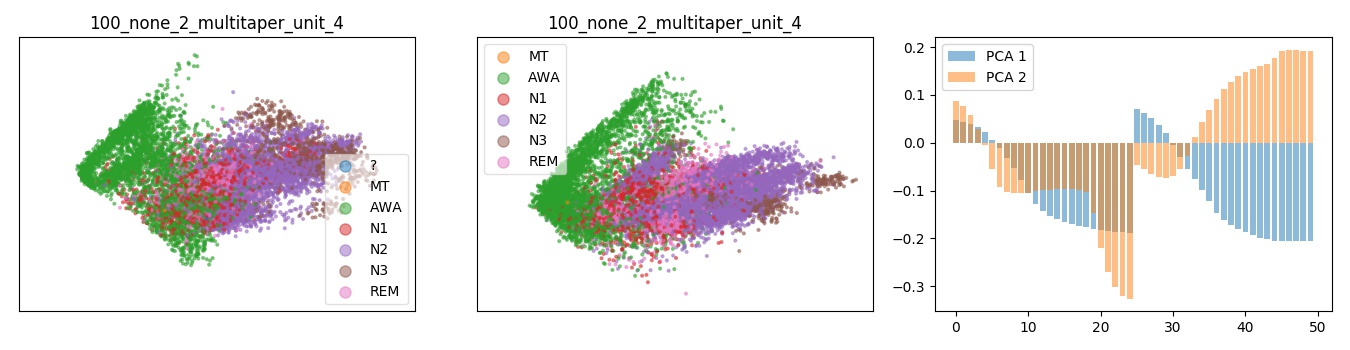 100_none_2_multitaper_unit_4
?
MT
AWA
N1
N2
N3
REM
100_none_2_multitaper_unit_4
MT
AWA
N1
N2
N3
REM
PCA 1
PCA 2
0.2
0.1
0.0
−0.1
−0.2
−0.3
0 10 20 30 40 50